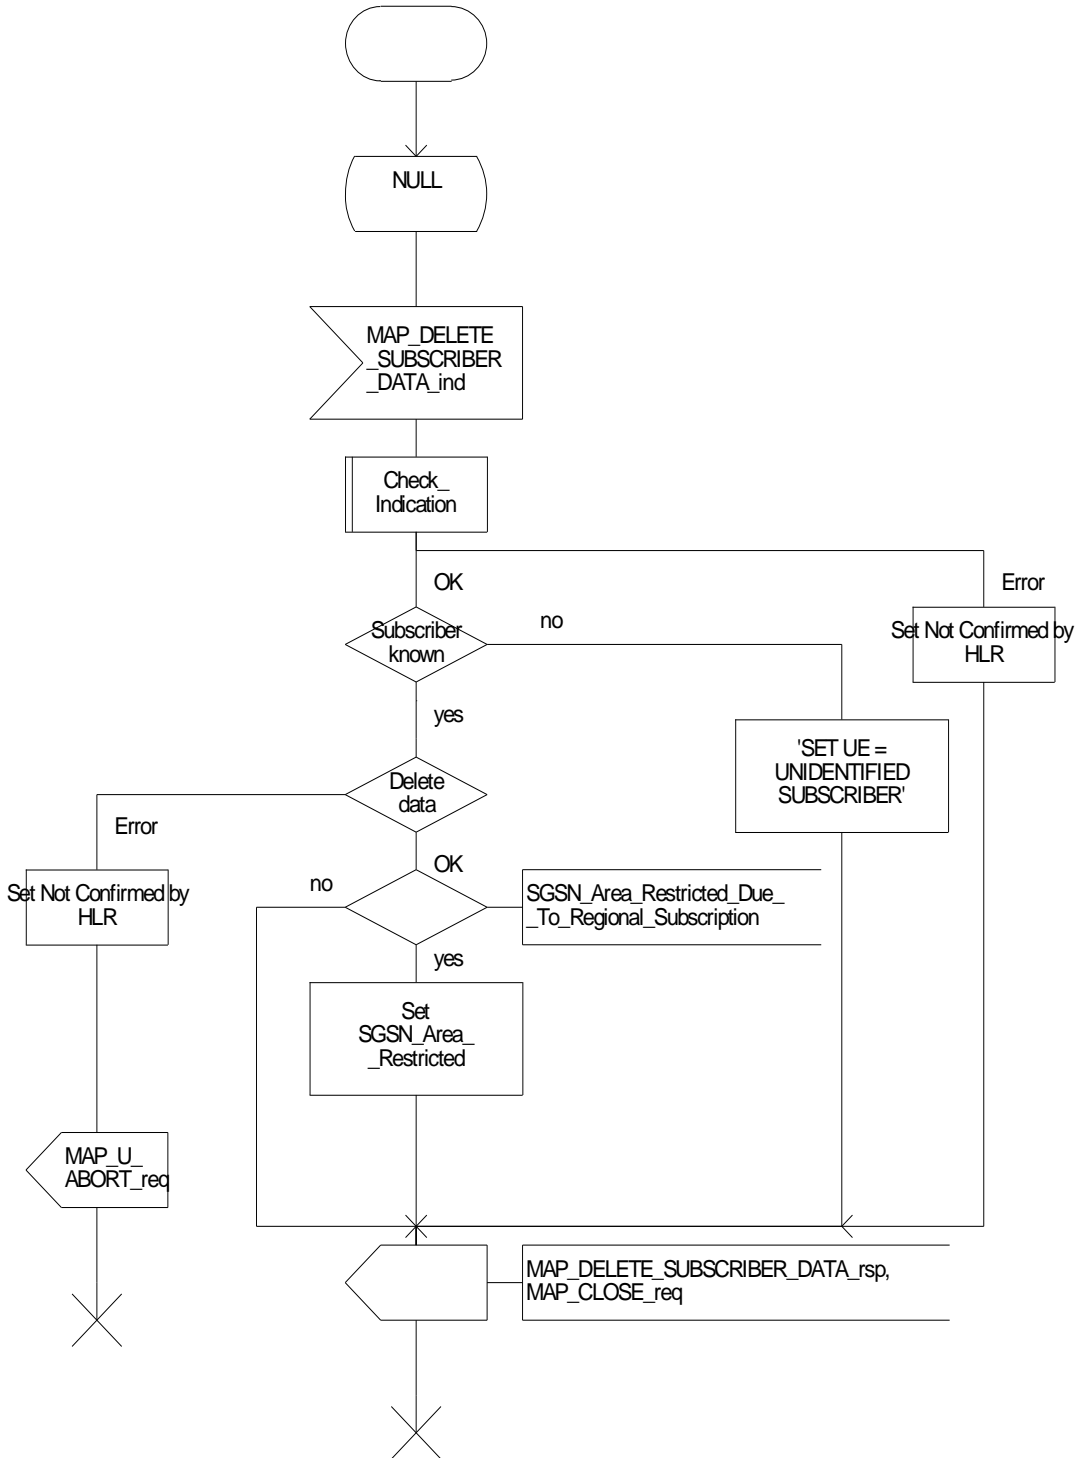 NULL
MAP_DELETE
_SUBSCRIBER
_DATA_ind
Check_
Indication
OK
Error
Subscriber
known
no
Set Not Confirmed by
HLR
yes
'SET UE =
UNIDENTIFIED
SUBSCRIBER'
Delete
data
Error
OK
no
Set Not Confirmed by
HLR
SGSN_Area_Restricted_Due_
_To_Regional_Subscription
yes
Set
SGSN_Area_
_Restricted
MAP_U_
ABORT_req
MAP_DELETE_SUBSCRIBER_DATA_rsp,
MAP_CLOSE_req